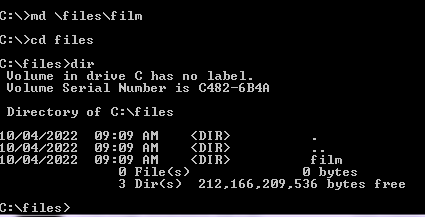 C:\>md \files\film
C:\>cd files
C:\files>dir
 Volume in drive C has no label.
 Volume Serial Number is C482-6B4A
 Directory of C:\files
10/04/2022  09:09 AM    <DIR>          .
10/04/2022  09:09 AM    <DIR>          ..
10/04/2022  09:09 AM    <DIR>          film
               0 File(s)              0 bytes
               3 Dir(s)  212,166,209,536 bytes free
C:\files>